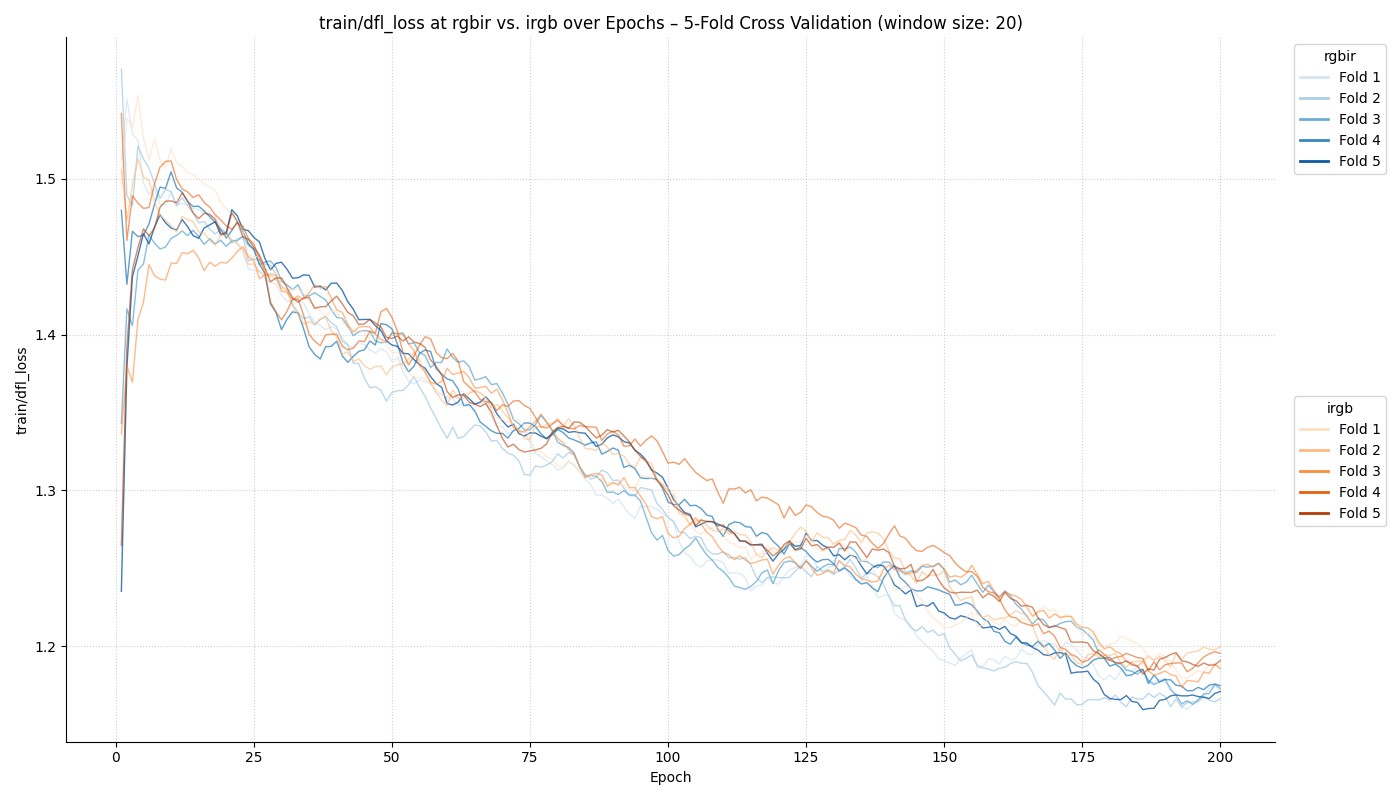 train/dfl_loss at rgbir vs. irgb over Epochs – 5-Fold Cross Validation (window size: 20)
rgbir
Fold 1
Fold 2
Fold 3
Fold 4
Fold 5
irgb
Fold 1
Fold 2
Fold 3
Fold 4
Fold 5
train/dfl_loss
1.5
1.4
1.3
1.2
0 25 50 75 100 125 150 175 200
Epoch